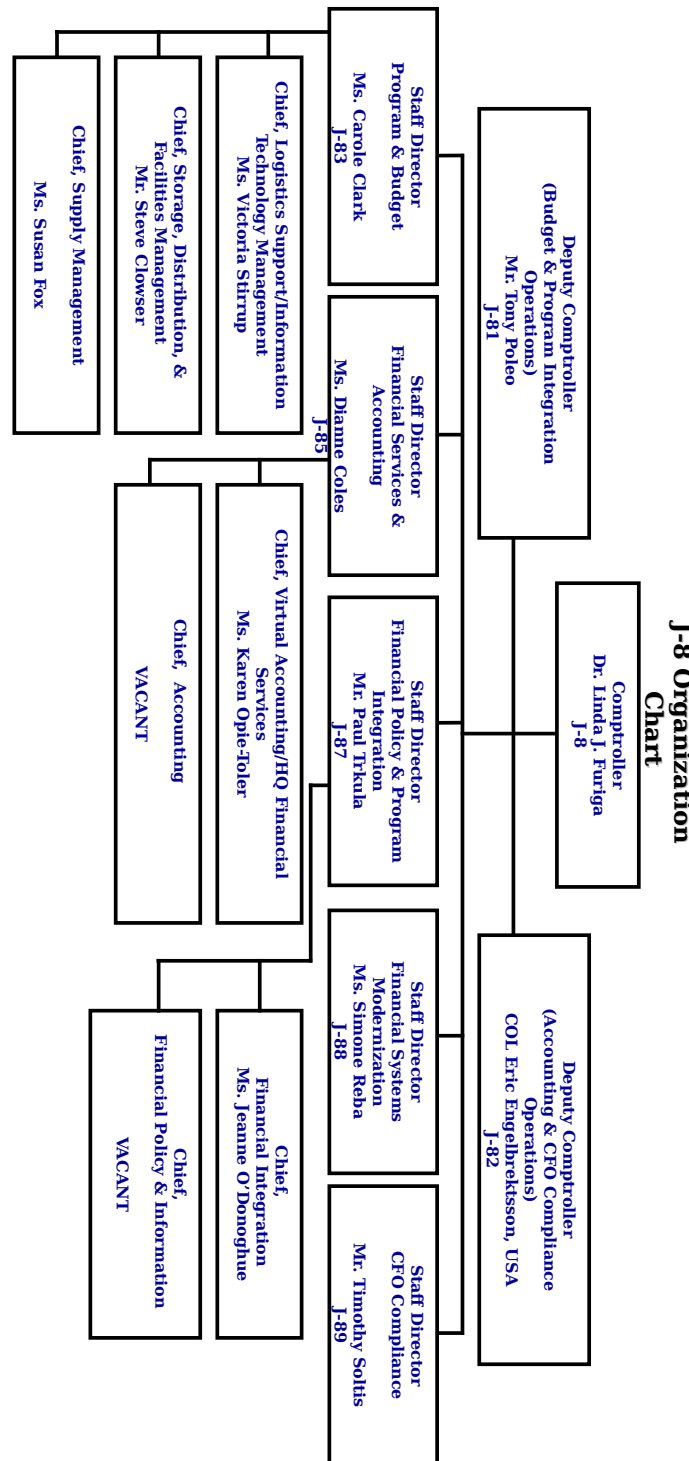 J-8 Organization
Chart
Comptroller
Dr. Linda J. Furiga
J-8
Deputy Comptroller
(Budget & Program Integration
Operations)
Mr. Tony Poleo
J-81
Deputy Comptroller
(Accounting & CFO Compliance
Operations)
COL Eric Engelbrektsson, USA
J-82
Staff Director
Program & Budget
Ms. Carole Clark
J-83
Staff Director
Financial Services &
Accounting
Ms. Dianne Coles
J-85
Staff Director
Financial Policy & Program
Integration
Mr. Paul Trkula
J-87
Staff Director
Financial Systems
Modernization
Ms. Simone Reba
J-88
Staff Director
CFO Compliance
Mr. Timothy Soltis
J-89
Chief, Logistics Support/Information
Technology Management
Ms. Victoria Stirrup
Chief, Storage, Distribution, &
Facilities Management
Mr. Steve Clowser
Chief, Supply Management
Ms. Susan Fox
Chief, Virtual Accounting/HQ Financial
Services
Ms. Karen Opie-Toler
Chief, Accounting
VACANT
Chief,
Financial Integration
Ms. Jeanne O’Donoghue
Chief,
Financial Policy & Information
VACANT